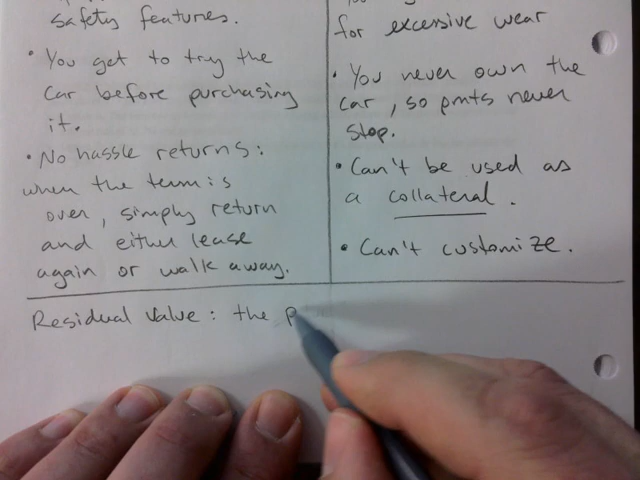 safety features.
• You get to try the
car before purchasing
it.
• No hassle returns:
when the term is
over, simply return
and either lease
again or walk away.
for excessive wear
• You never own the
car, so pmts never
stop.
• Can't be used as
a collateral.
• Can't customize.
Residual Value: the p